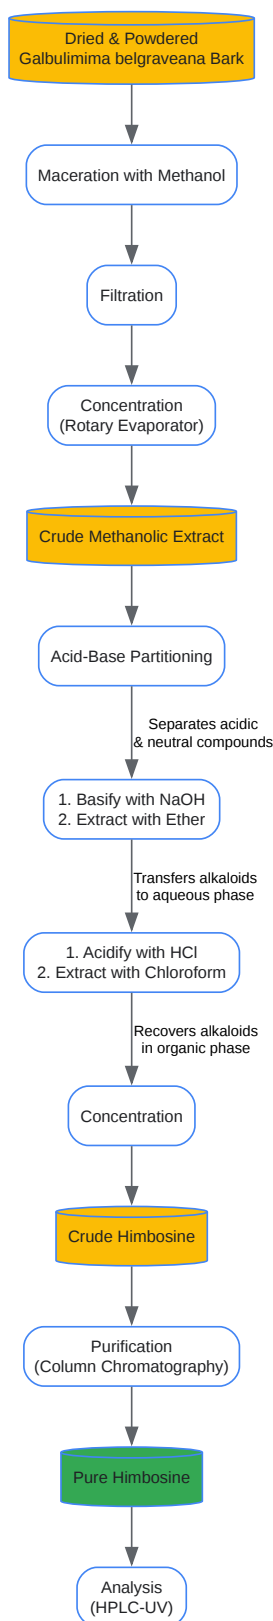 Dried & Powdered
Galbulimima belgraveana Bark
Maceration with Methanol
Filtration
Concentration
(Rotary Evaporator)
Crude Methanolic Extract
Acid-Base Partitioning
Separates acidic
& neutral compounds
1. Basify with NaOH
2. Extract with Ether
Transfers alkaloids
to aqueous phase
1. Acidify with HCl
2. Extract with Chloroform
Recovers alkaloids
in organic phase
Concentration
Crude Himbosine
Purification
(Column Chromatography)
Pure Himbosine
Analysis
(HPLC-UV)